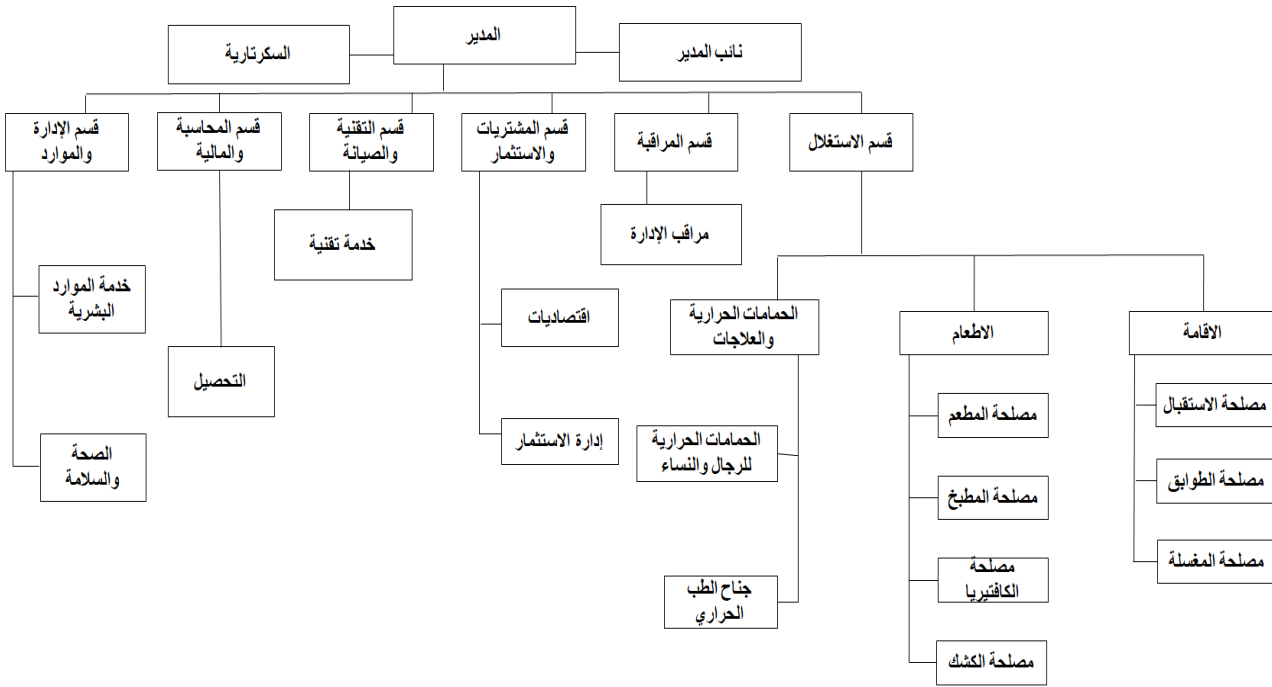 المدير
نائب المدير
السكرتارية
قسم الاستغلال
قسم المراقبة
قسم المشتريات
والاستثمار
قسم التقنية
والصيانة
قسم المحاسبة
والمالية
قسم الإدارة
والموارد
مراقب الإدارة
خدمة تقنية
خدمة الموارد
البشرية
الصحة
والسلامة
التحصيل
اقتصاديات
إدارة الاستثمار
الاقامة
الاطعام
الحمامات الحرارية
والعلاجات
مصلحة الاستقبال
مصلحة الطوابق
مصلحة المغسلة
مصلحة المطعم
مصلحة المطبخ
مصلحة
الكافتيريا
مصلحة الكشك
الحمامات الحرارية
للرجال والنساء
جناح الطب
الحراري